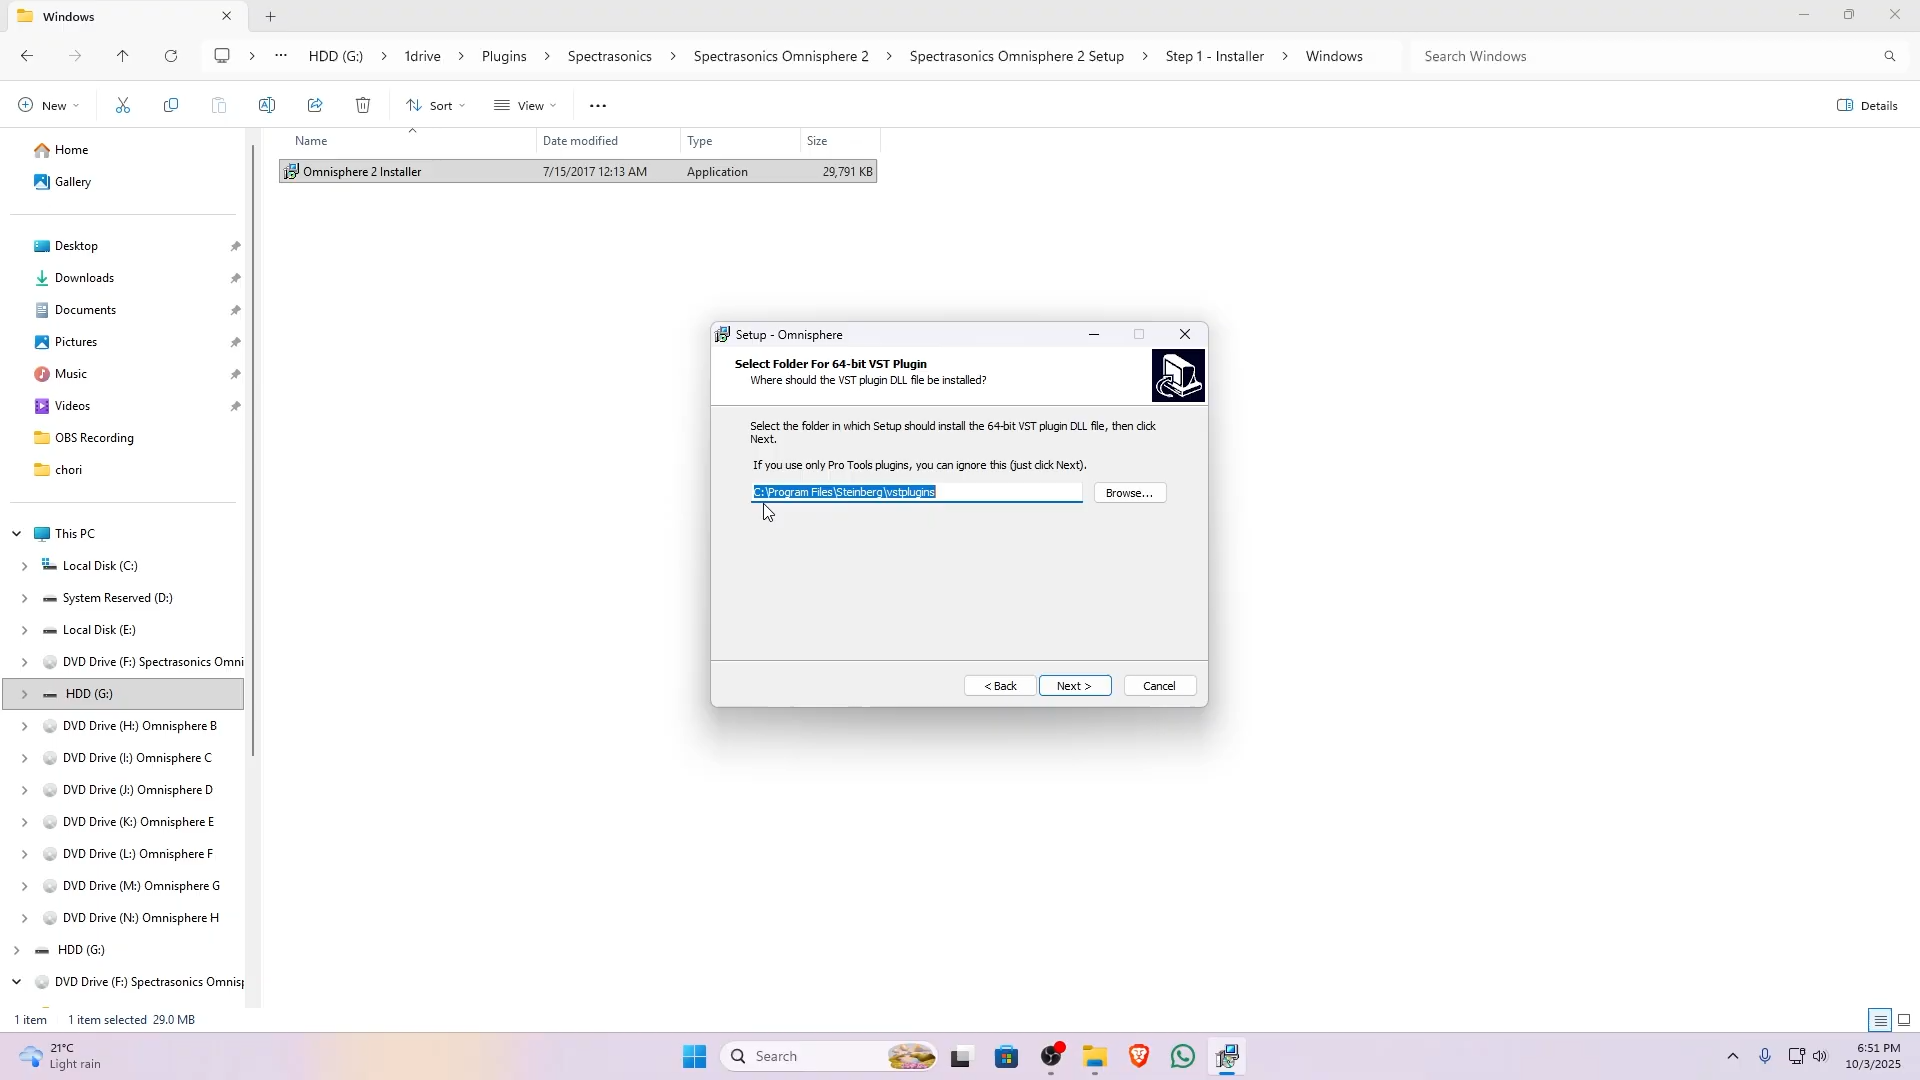 Windows
HDD (G:)
1drive
Plugins
Spectrasonics
Spectrasonics Omnisphere 2
Spectrasonics Omnisphere 2 Setup
Step 1 - Installer
Windows
Search Windows
New
Sort
View
Details
Name
Date modified
Type
Size
Omnisphere 2 Installer
7/15/2017 12:13 AM
Application
29,791 KB
Home
Gallery
Desktop
Downloads
Documents
Pictures
Music
Videos
OBS Recording
chori
This PC
Local Disk (C:)
System Reserved (D:)
Local Disk (E:)
DVD Drive (F:) Spectrasonics Omni
HDD (G:)
DVD Drive (H:) Omnisphere B
DVD Drive (I:) Omnisphere C
DVD Drive (J:) Omnisphere D
DVD Drive (K:) Omnisphere E
DVD Drive (L:) Omnisphere F
DVD Drive (M:) Omnisphere G
DVD Drive (N:) Omnisphere H
HDD (G:)
DVD Drive (F:) Spectrasonics Omnisp
Setup - Omnisphere
Select Folder For 64-bit VST Plugin
Where should the VST plugin DLL file be installed?
Select the folder in which Setup should install the 64-bit VST plugin DLL file, then click
Next.
If you use only Pro Tools plugins, you can ignore this (just click Next).
C:\Program Files\Steinberg\vstplugins
Browse...
< Back
Next >
Cancel
1 item
1 item selected 29.0 MB
21°C
Light rain
Search
6:51 PM
10/3/2025